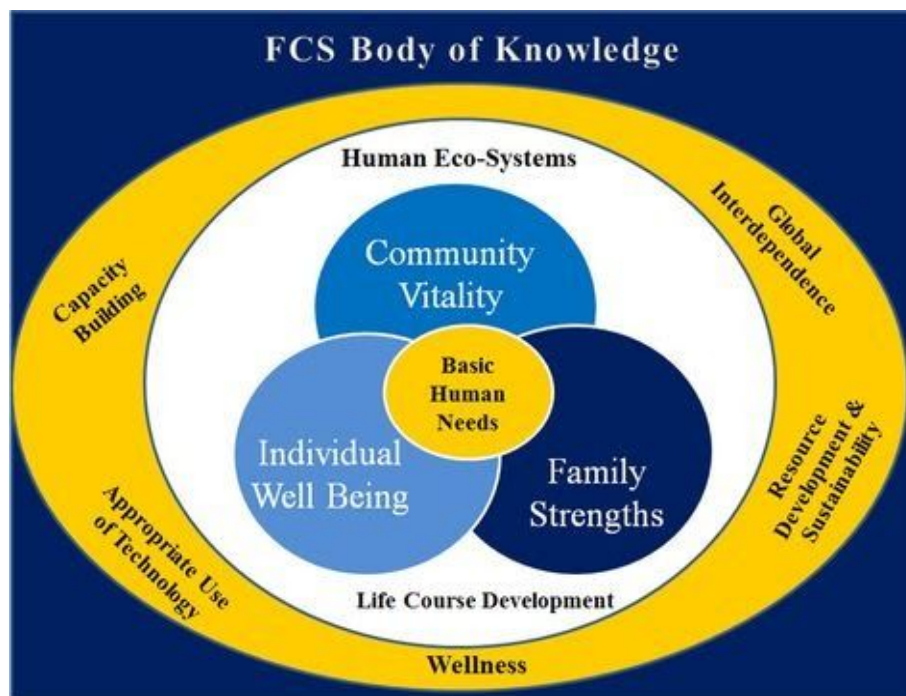 FCS Body of Knowledge
Human Eco-Systems
Global
Interdependence
Community
Vitality
Capacity
Building
Basic
Human
Needs
Individual
Well Being
Family
Strengths
Resource
Development &
Sustainability
Appropriate Use
of Technology
Life Course Development
Wellness